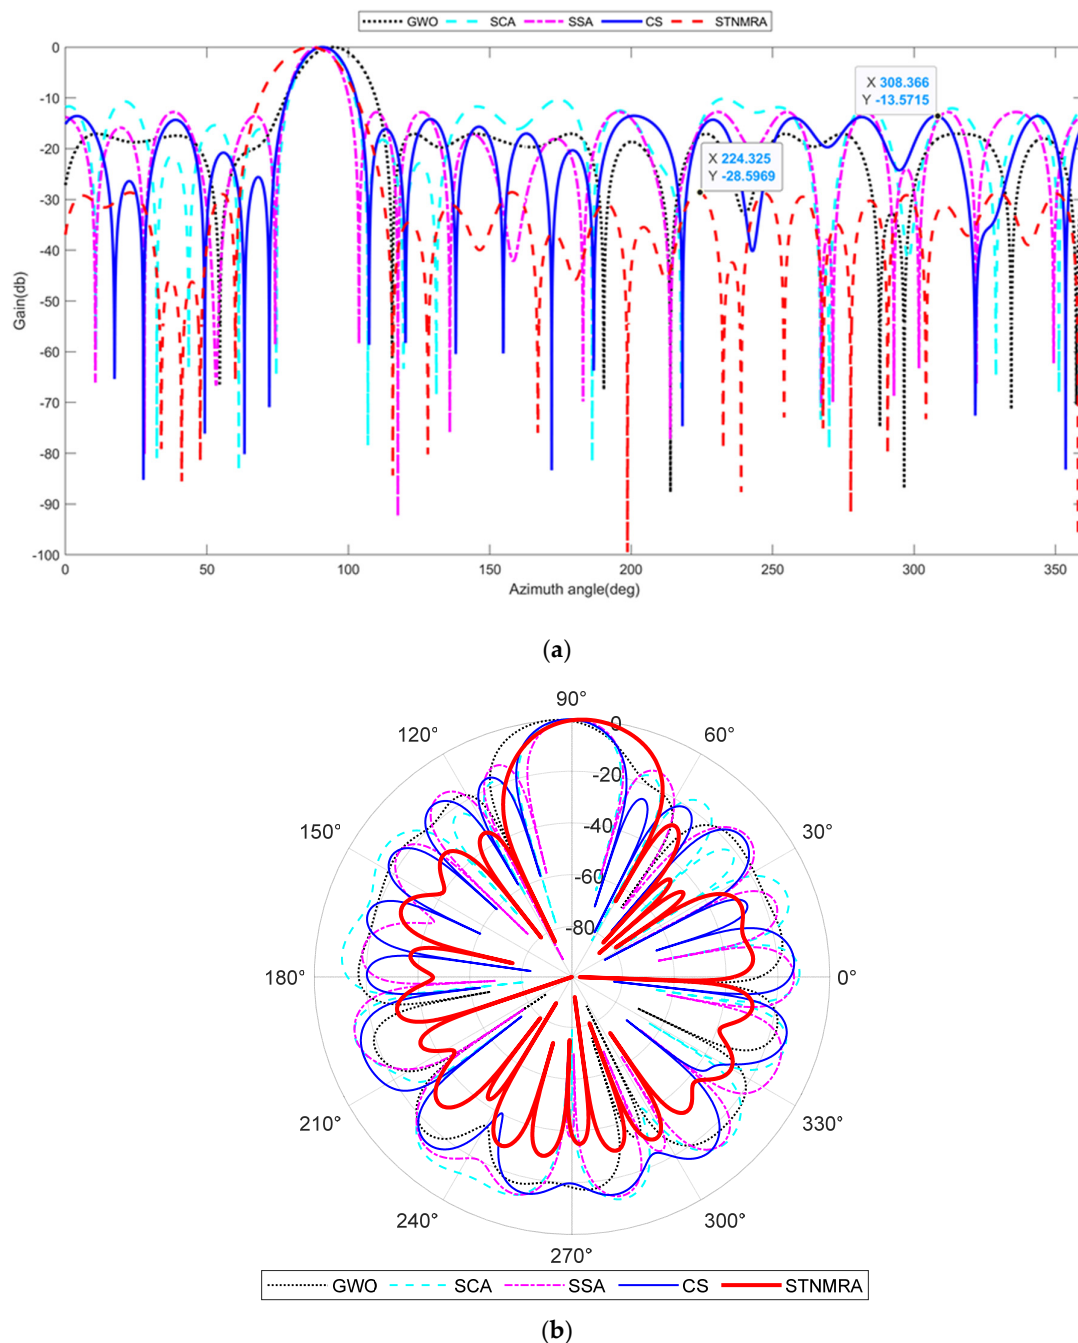 GWO SCA SSA CS STNMRA
0
-10
-20
-30
-40
-50
-60
-70
-80
-90
-100
Gain(db)
X 308.366
Y -13.5715
X 224.325
Y -28.5969
0 50 100 150 200 250 300 350
Azimuth angle(deg)
(a)
90°
120° 0 60°
-20
-40
150° 30°
-60
-80
180° 0°
210° 330°
240° 300°
270°
GWO SCA SSA CS STNMRA
(b)